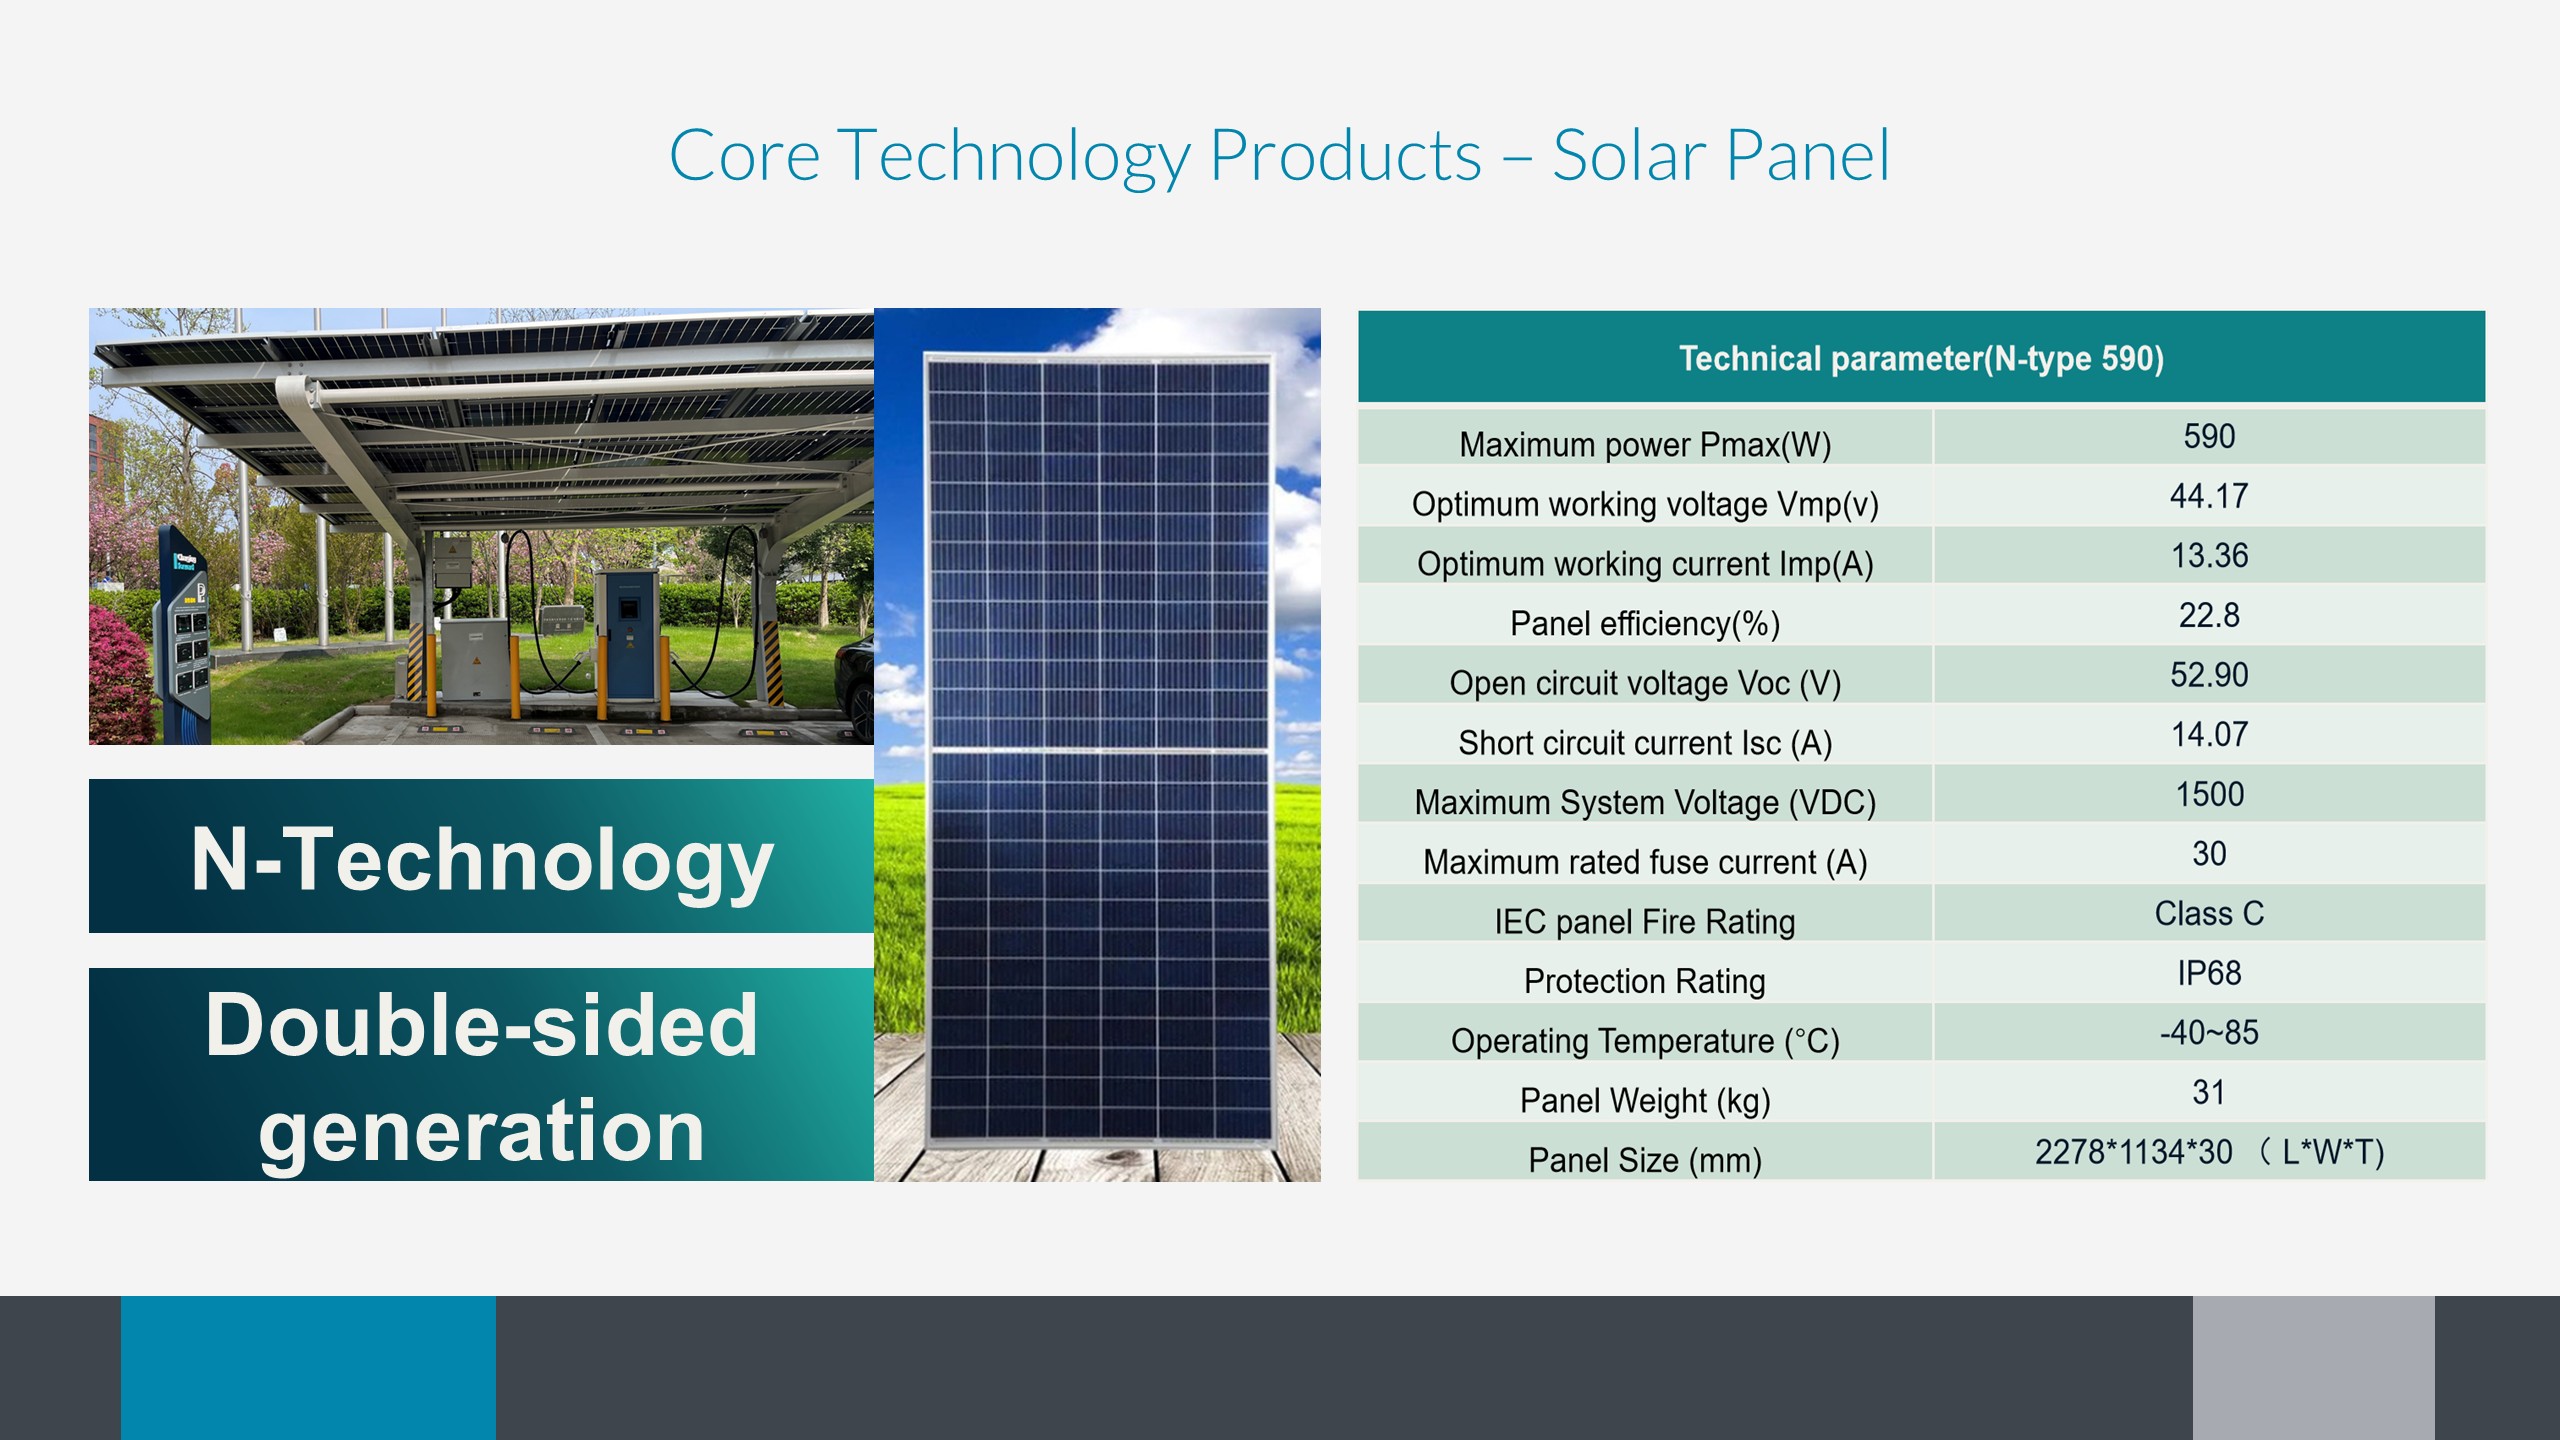 Core Technology Products – Solar Panel
N-Technology
Double-sided
generation
Technical parameter(N-type 590)
Maximum power Pmax(W) 590
Optimum working voltage Vmp(v) 44.17
Optimum working current Imp(A) 13.36
Panel efficiency(%) 22.8
Open circuit voltage Voc (V) 52.90
Short circuit current Isc (A) 14.07
Maximum System Voltage (VDC) 1500
Maximum rated fuse current (A) 30
IEC panel Fire Rating Class C
Protection Rating IP68
Operating Temperature (°C) -40~85
Panel Weight (kg) 31
Panel Size (mm) 2278*1134*30 （ L*W*T)